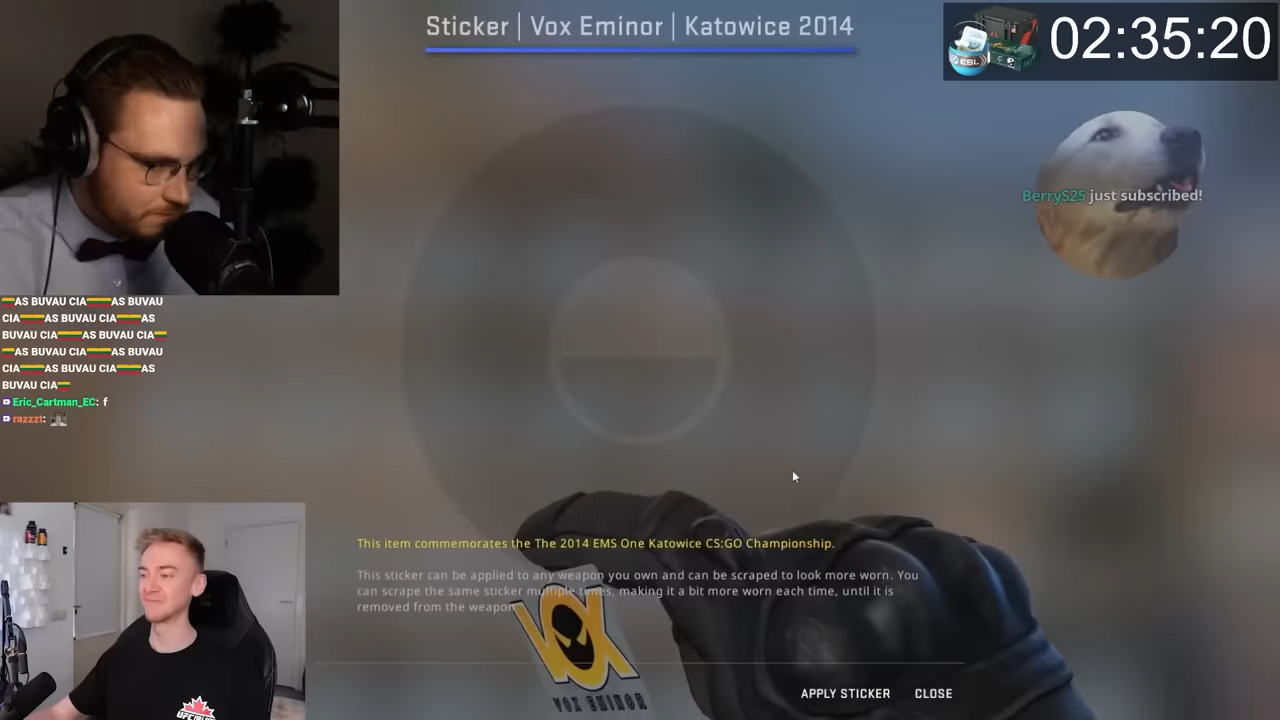 Sticker | Vox Eminor | Katowice 2014
02:35:20
ESL
BerryS25 just subscribed!
AS BUVAU CIA AS BUVAU
CIA AS BUVAU CIA AS
BUVAU CIA AS BUVAU CIA
AS BUVAU CIA AS BUVAU
CIA AS BUVAU CIA AS
BUVAU CIA
Eric_Cartman_EC: f
razzzt:
This item commemorates the The 2014 EMS One Katowice CS:GO Championship.
This sticker can be applied to any weapon you own and can be scraped to look more worn. You
can scrape the same sticker multiple times, making it a bit more worn each time, until it is
removed from the weapon
VOX
VOX EMINOR
APPLY STICKER CLOSE